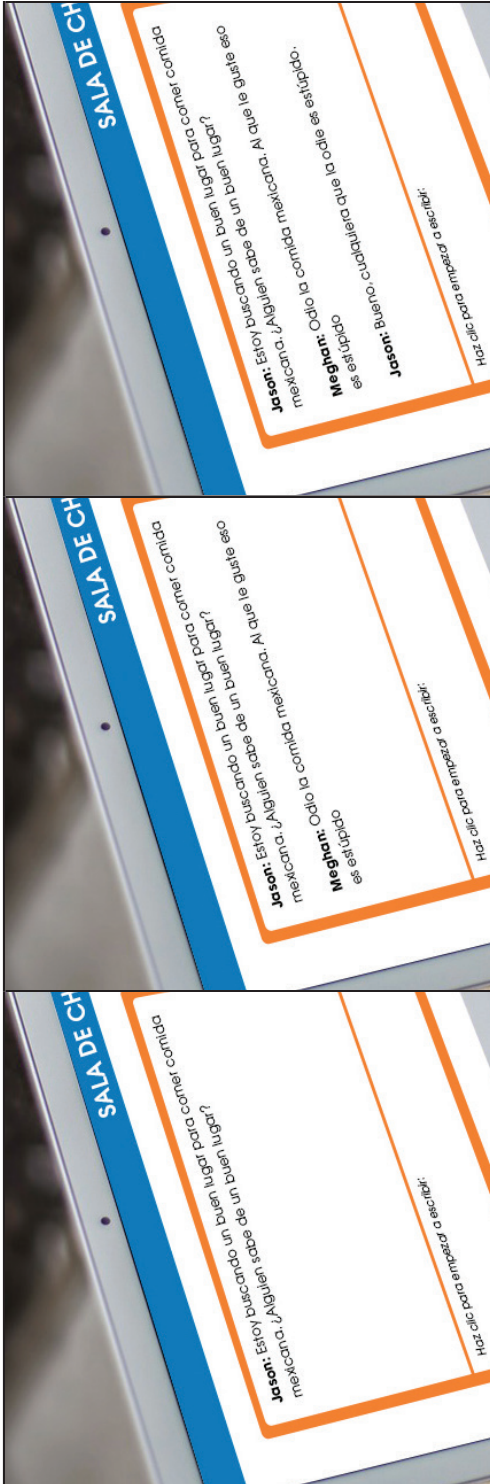 SALA DE CH
Jason: Estoy buscando un buen lugar para comer comida
mexicana. ¿Alguien sabe de un buen lugar?
Haz clic para empezar a escribir:
SALA DE CH
Jason: Estoy buscando un buen lugar para comer comida
mexicana. ¿Alguien sabe de un buen lugar?
Meghan: Odio la comida mexicana. Al que le guste eso
es estúpido
Haz clic para empezar a escribir:
SALA DE CH
Jason: Estoy buscando un buen lugar para comer comida
mexicana. ¿Alguien sabe de un buen lugar?
Meghan: Odio la comida mexicana. Al que le guste eso
es estúpido
Jason: Bueno, cualquiera que la odie es estúpido.
Haz clic para empezar a escribir: